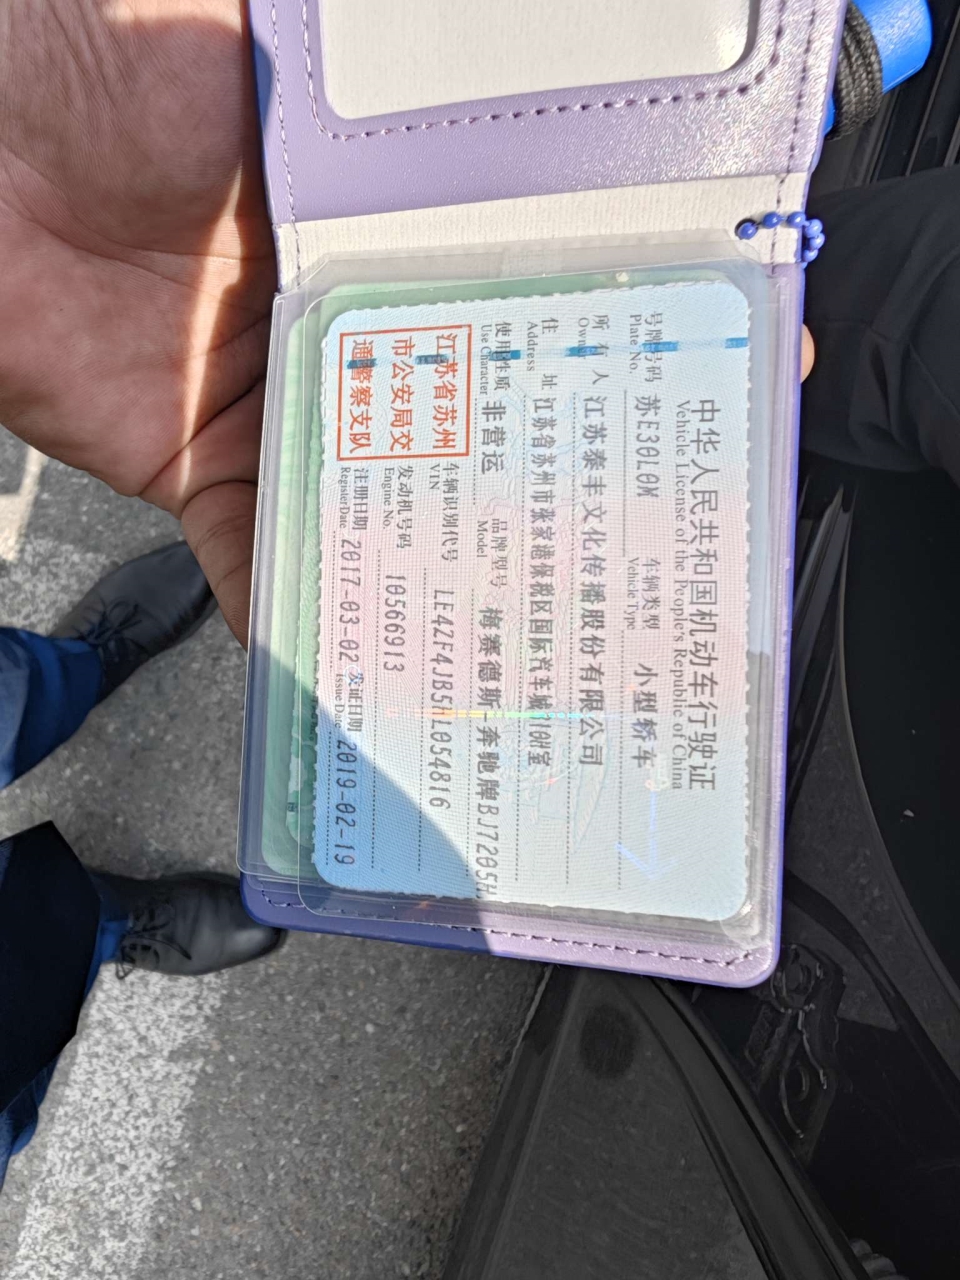 中华人民共和国机动车行驶证
Vehicle License of the People's Republic of China
号牌号码 苏E30L0M 车辆类型 小型轿车
Plate No. Vehicle Type
所有人 江苏泰丰文化传播股份有限公司
Owner
住址 江苏省苏州市张家港保税区国际汽车城110H室
Address
使用性质 非营运 品牌型号 梅赛德斯-奔驰牌BJ7205H
Use Character Model
江苏省苏州
市公安局交
通警察支队
车辆识别代号 LE4ZF4JB5HL054816
VIN
发动机号码 10566913
Engine No.
注册日期 2017-03-02 发证日期 2019-02-19
Register Date Issue Date